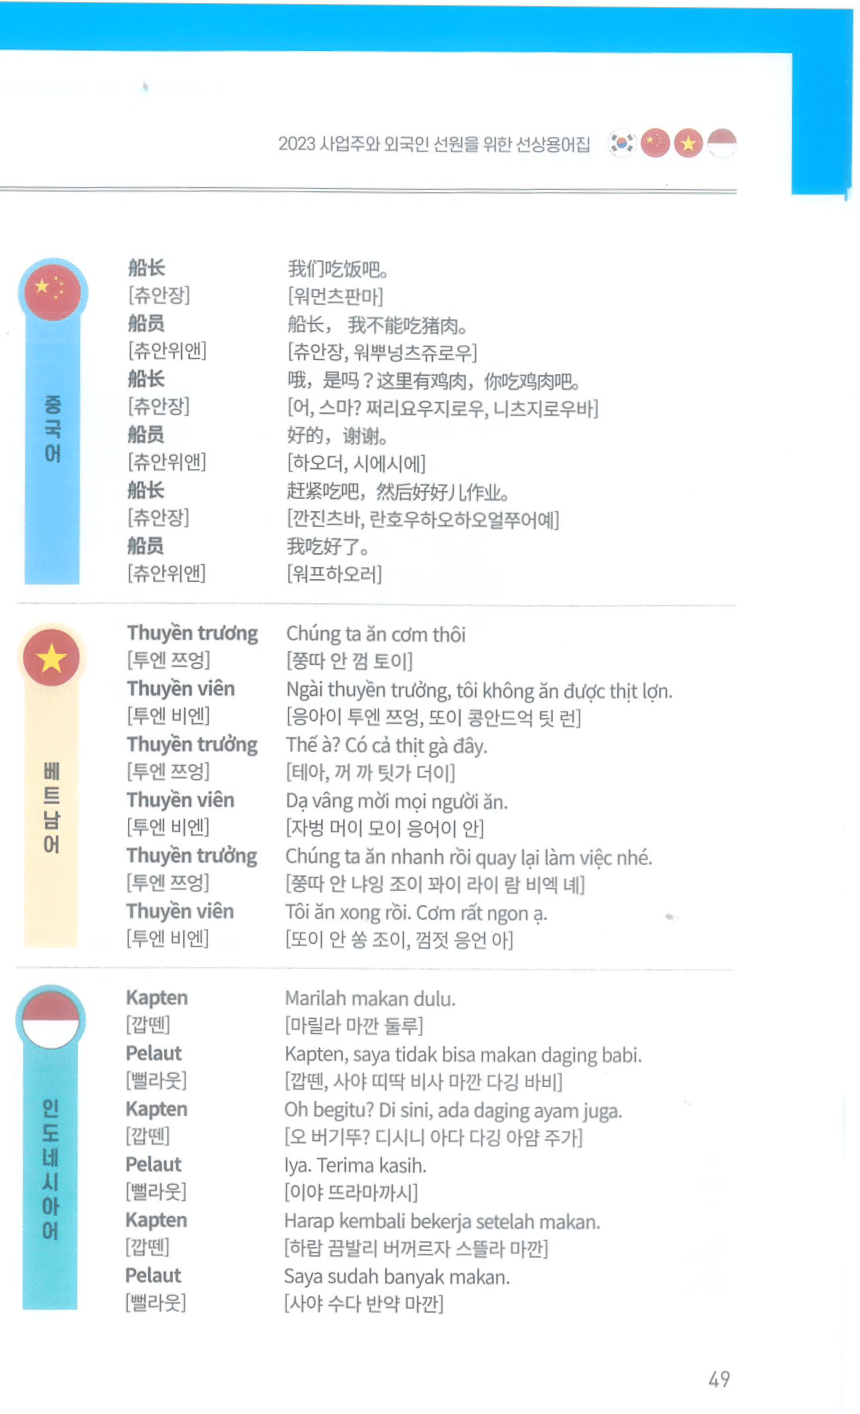 2023 사업주와 외국인 선원을 위한 선상용어집
중국어
船长 我们吃饭吧。
[츄안장] [워먼츠판마]
船员 船长， 我不能吃猪肉。
[츄안위앤] [츄안장, 워뿌넝츠쥬로우]
船长 哦，是吗？这里有鸡肉，你吃鸡肉吧。
[츄안장] [어, 스마? 쩌리요우지로우, 니츠지로우바]
船员 好的，谢谢。
[츄안위앤] [하오더, 시에시에]
船长 赶紧吃吧，然后好好儿作业。
[츄안장] [깐진츠바, 란호우하오하오얼쭈어예]
船员 我吃好了。
[츄안위앤] [워프하오러]
베트남어
Thuyền trương Chúng ta ăn cơm thôi
[투엔 쯔엉] [쭝따 안 껌 토이]
Thuyền viên Ngài thuyền trưởng, tôi không ăn được thịt lợn.
[투엔 비엔] [응아이 투엔 쯔엉, 또이 콩안드억 팃 런]
Thuyền trưởng Thế à? Có cả thịt gà đây.
[투엔 쯔엉] [테아, 꺼 까 팃가 더이]
Thuyền viên Dạ vâng mời mọi người ăn.
[투엔 비엔] [자벙 머이 모이 응어이 안]
Thuyền trưởng Chúng ta ăn nhanh rồi quay lại làm việc nhé.
[투엔 쯔엉] [쭝따 안 냐잉 조이 꽈이 라이 람 비엑 녜]
Thuyền viên Tôi ăn xong rồi. Cơm rất ngon ạ.
[투엔 비엔] [또이 안 쏭 조이, 껌젓 응언 아]
인도네시아어
Kapten Marilah makan dulu.
[깝뗀] [마릴라 마깐 둘루]
Pelaut Kapten, saya tidak bisa makan daging babi.
[뻘라웃] [깝뗀, 사야 띠딱 비사 마깐 다깅 바비]
Kapten Oh begitu? Di sini, ada daging ayam juga.
[깝뗀] [오 버기뚜? 디시니 아다 다깅 아얌 주가]
Pelaut Iya. Terima kasih.
[뻘라웃] [이야 뜨라마까시]
Kapten Harap kembali bekerja setelah makan.
[깝뗀] [하랍 끔발리 버꺼르자 스뜰라 마깐]
Pelaut Saya sudah banyak makan.
[뻘라웃] [사야 수다 반약 마깐]
49